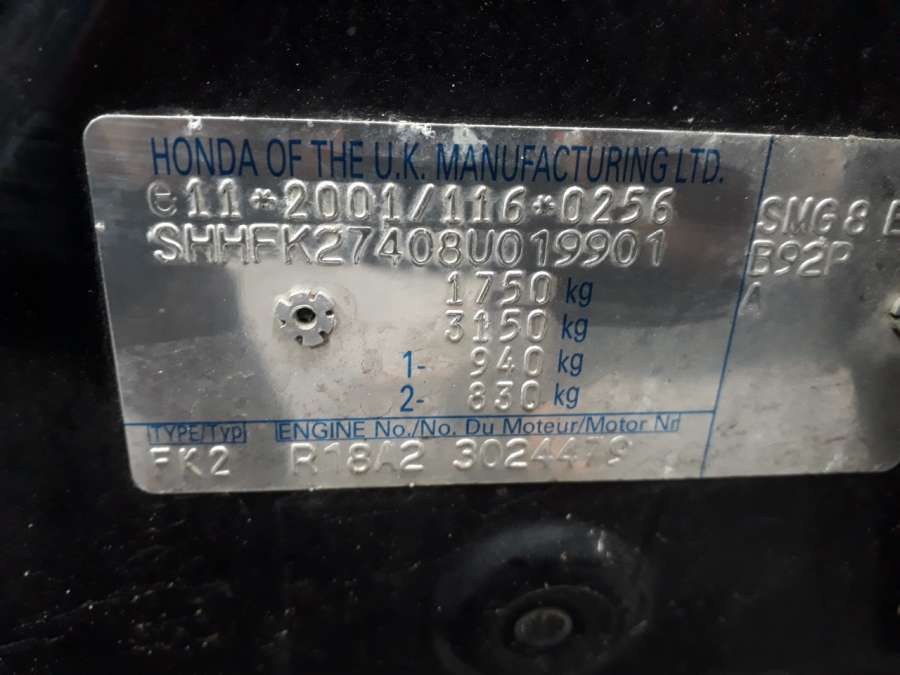 HONDA OF THE U.K. MANUFACTURING LTD.
e11*2001/116*0256
SHHFK27408U019901
1750 kg
3150 kg
1- 940 kg
2- 830 kg
TYPE/Typ ENGINE No./No. Du Moteur/Motor Nr
FK2 R18A2 3024479
SMG8 E
B92P
A